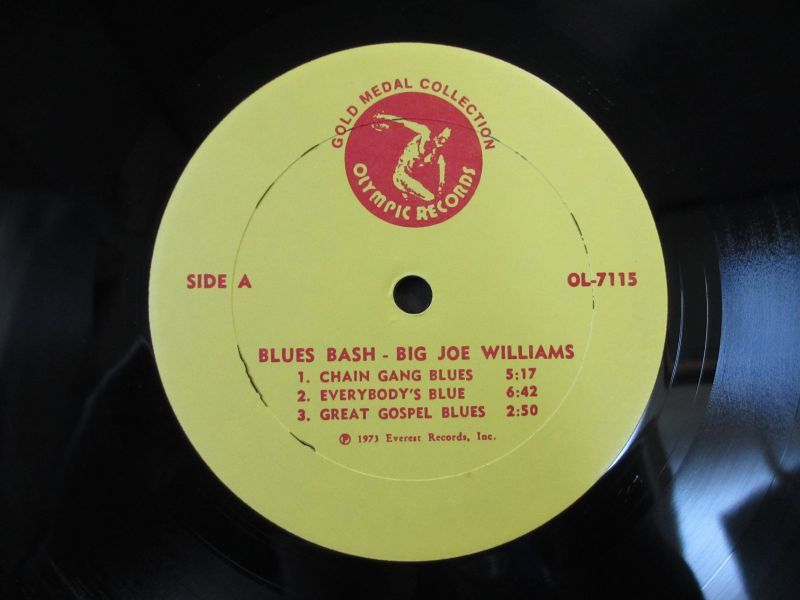 GOLD MEDAL COLLECTION
OLYMPIC RECORDS
SIDE A
OL-7115
BLUES BASH - BIG JOE WILLIAMS
1. CHAIN GANG BLUES 5:17
2. EVERYBODY'S BLUE 6:42
3. GREAT GOSPEL BLUES 2:50
Ⓟ 1973 Everest Records, Inc.